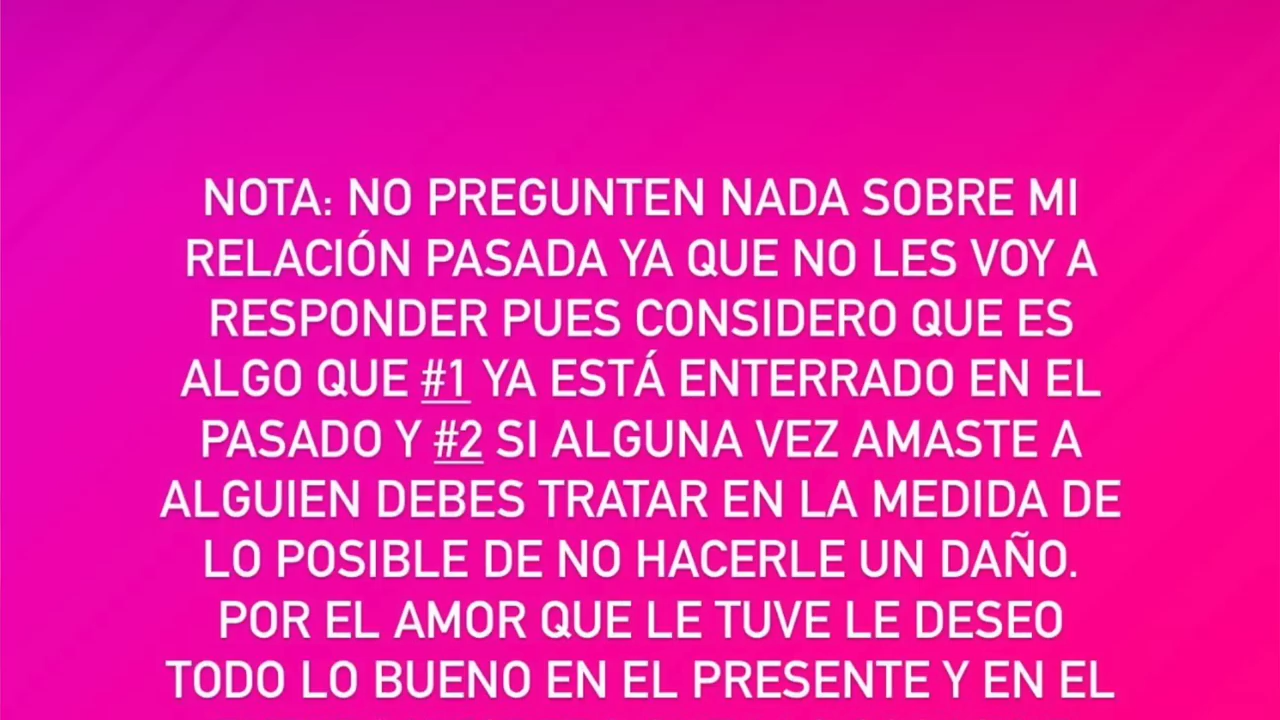 NOTA: NO PREGUNTEN NADA SOBRE MI
RELACIÓN PASADA YA QUE NO LES VOY A
RESPONDER PUES CONSIDERO QUE ES
ALGO QUE #1 YA ESTÁ ENTERRADO EN EL
PASADO Y #2 SI ALGUNA VEZ AMASTE A
ALGUIEN DEBES TRATAR EN LA MEDIDA DE
LO POSIBLE DE NO HACERLE UN DAÑO.
POR EL AMOR QUE LE TUVE LE DESEO
TODO LO BUENO EN EL PRESENTE Y EN EL